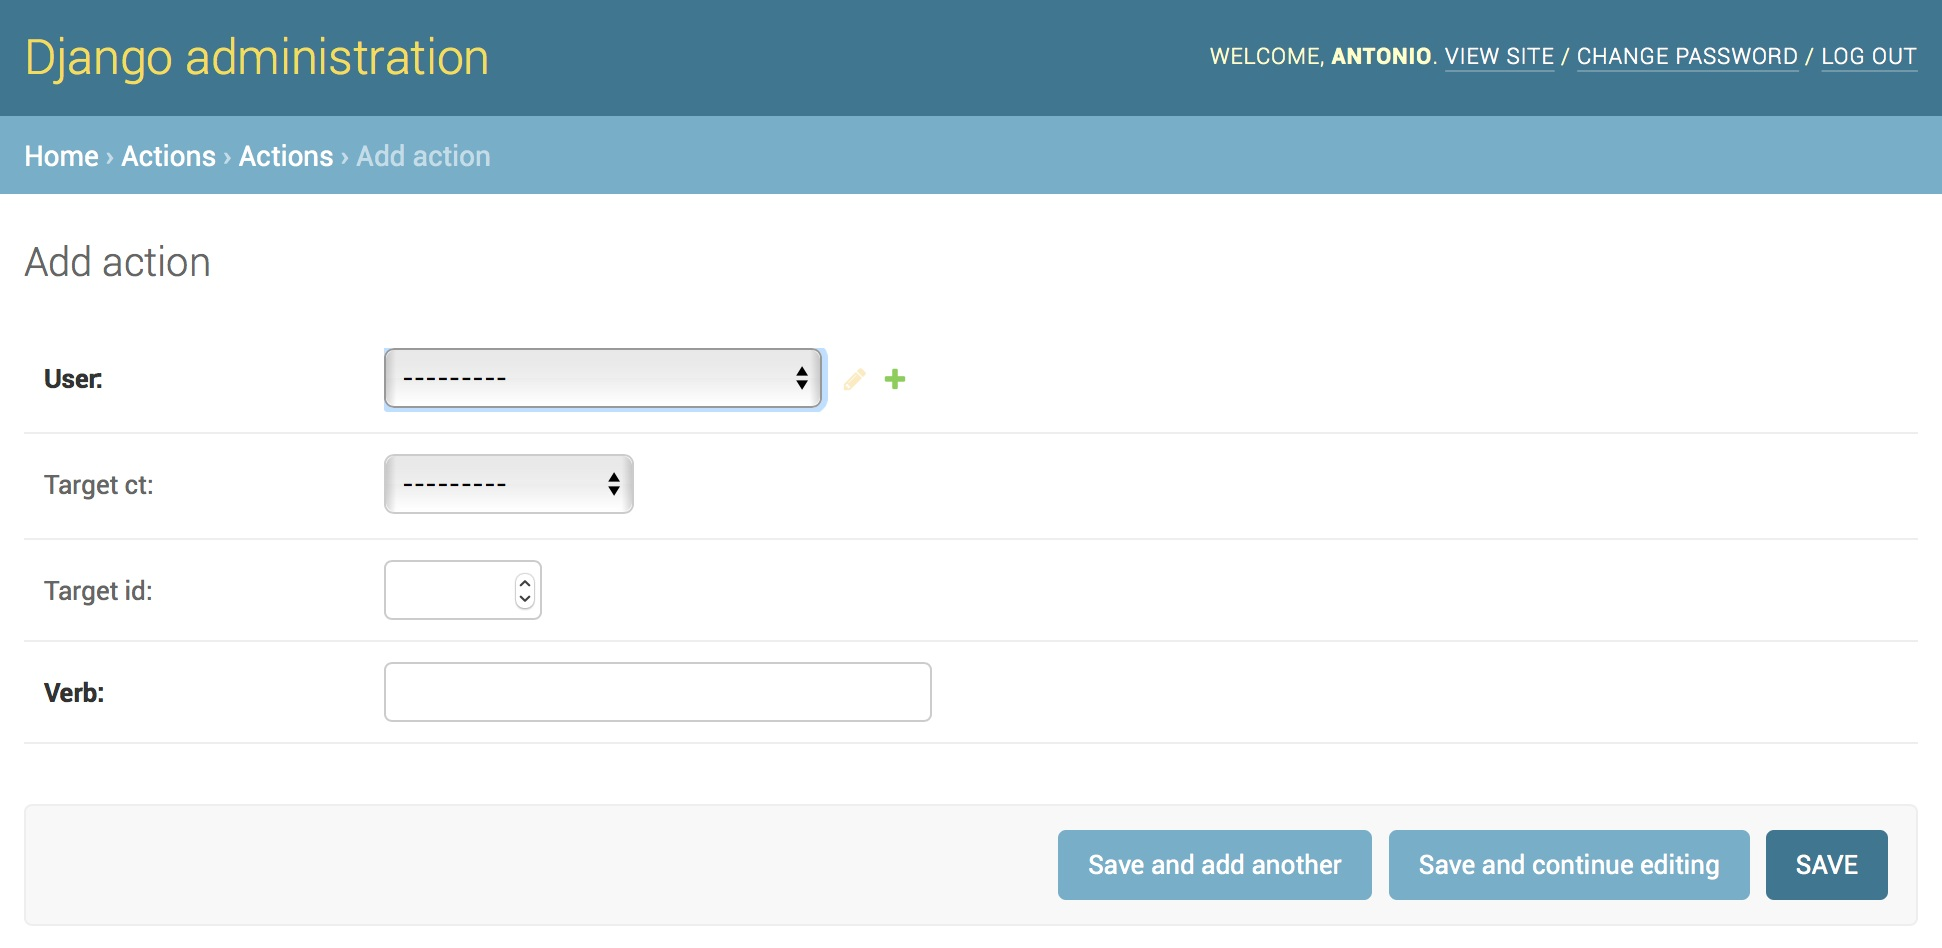 Django administration
WELCOME, ANTONIO. VIEW SITE / CHANGE PASSWORD / LOG OUT
Home › Actions › Actions › Add action
Add action
User: ---------
Target ct: ---------
Target id:
Verb:
Save and add another Save and continue editing SAVE